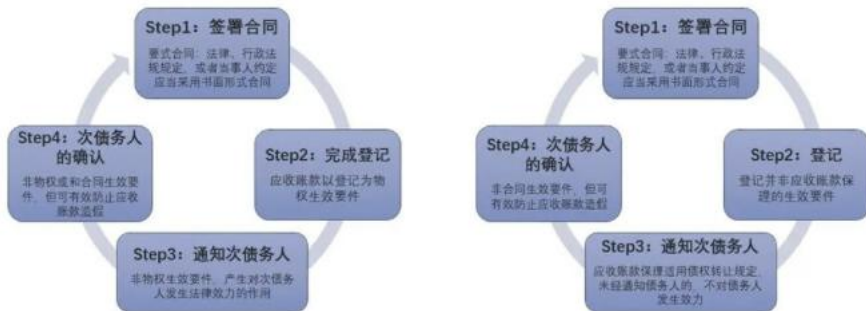 Step1：签署合同
要式合同：法律、行政法
规规定，或者当事人约定
应当采用书面形式合同
Step2：完成登记
应收账款以登记为物
权生效要件
Step3：通知次债务人
非物权生效要件，产生对次债务
人发生法律效力的作用
Step4：次债务人
的确认
非物权或和合同生效要
件，但可有效防止应收
账款造假
Step1：签署合同
要式合同：法律、行政法
规规定，或者当事人约定
应当采用书面形式合同
Step2：登记
登记并非应收账款保
理的生效要件
Step3：通知次债务人
应收账款保理适用债权转让规定，
未经通知债务人的，不对债务人
发生效力
Step4：次债务人
的确认
非合同生效要件，但可
有效防止应收账款造假